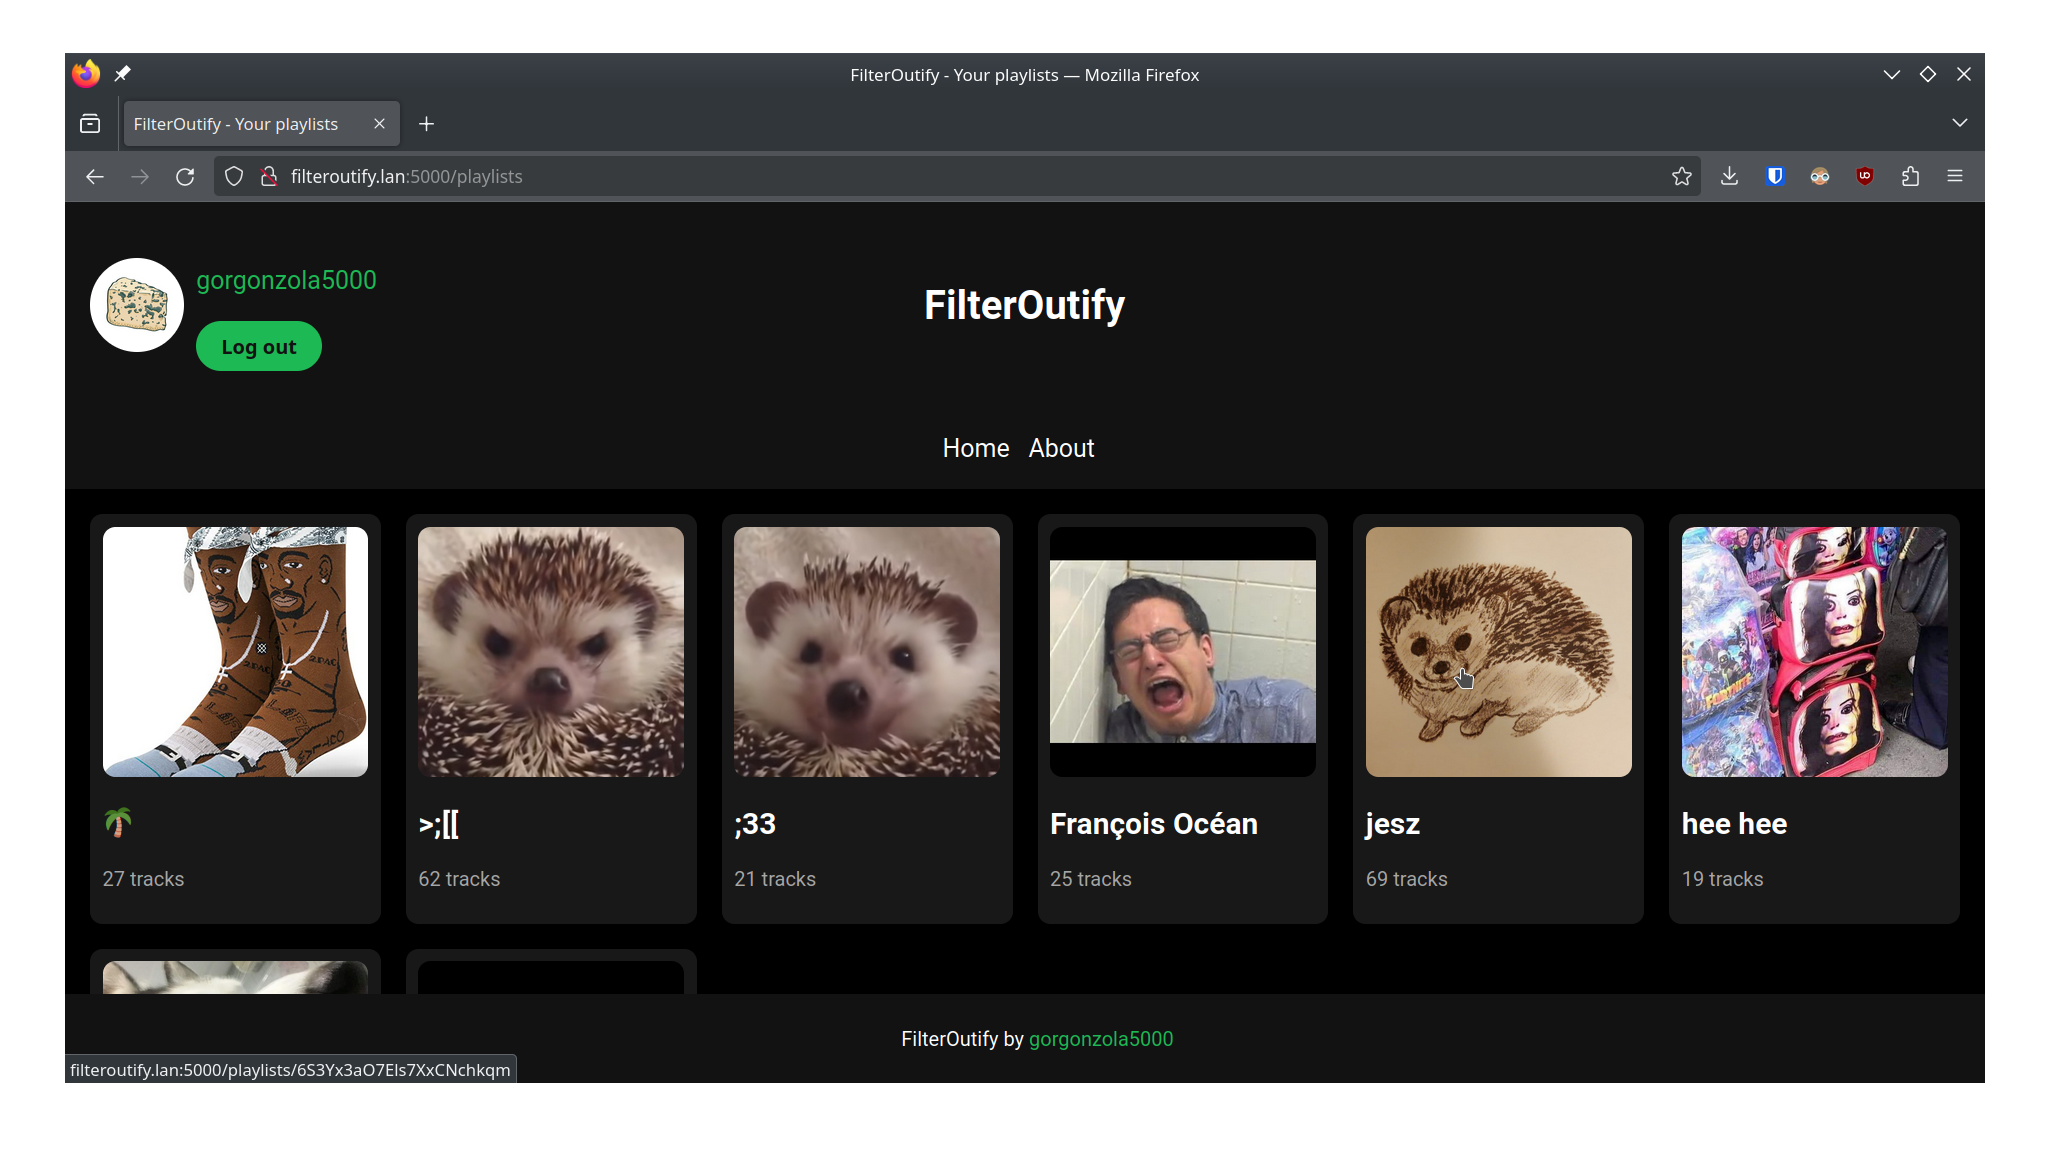 FilterOutify - Your playlists — Mozilla Firefox
FilterOutify - Your playlists
filteroutify.lan:5000/playlists
gorgonzola5000
FilterOutify
Log out
Home About
🌴
>;[[
;33
François Océan
jesz
hee hee
27 tracks
62 tracks
21 tracks
25 tracks
69 tracks
19 tracks
FilterOutify by gorgonzola5000
filteroutify.lan:5000/playlists/6S3Yx3aO7Els7XxCNchkqm